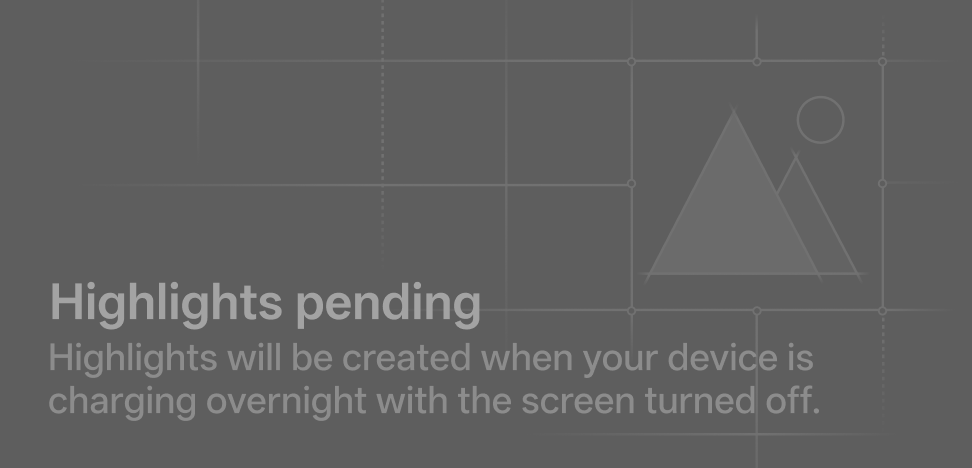 Highlights pending
Highlights will be created when your device is
charging overnight with the screen turned off.